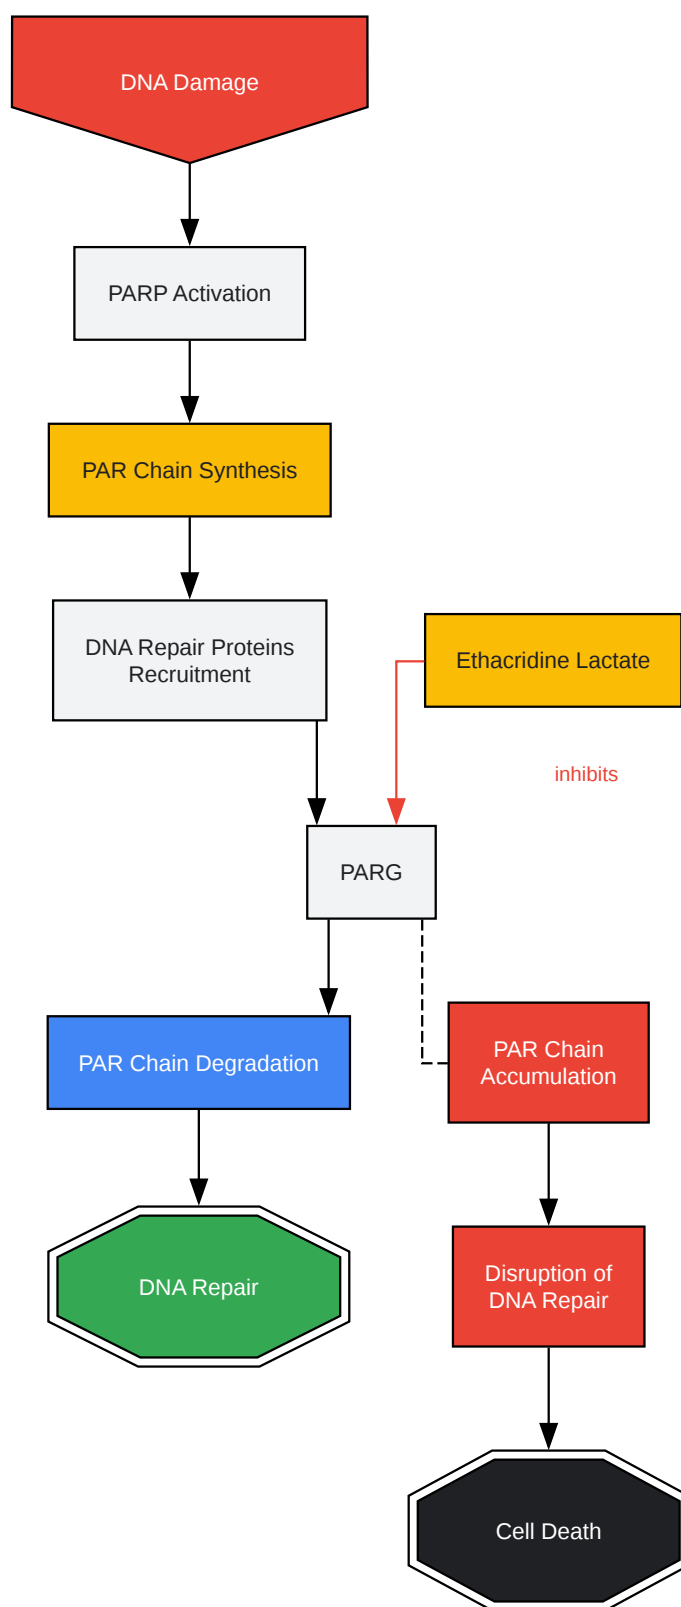 DNA Damage
PARP Activation
PAR Chain Synthesis
DNA Repair Proteins
Recruitment
Ethacridine Lactate
inhibits
PARG
PAR Chain Degradation
PAR Chain
Accumulation
DNA Repair
Disruption of
DNA Repair
Cell Death